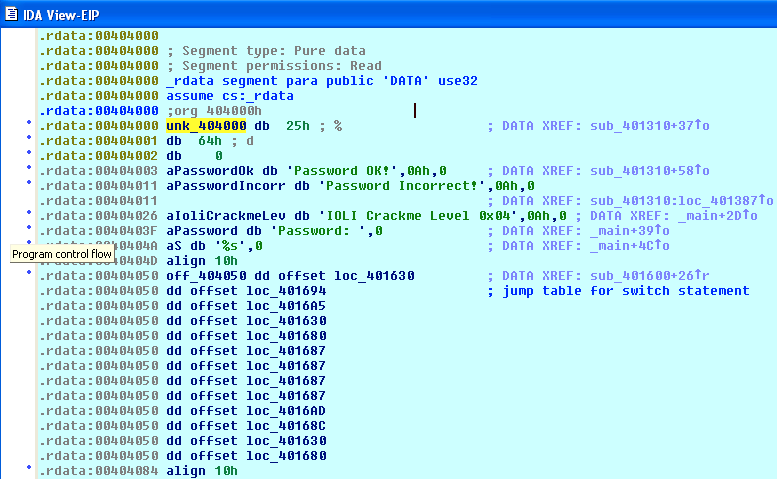 IDA View-EIP
.rdata:00404000
.rdata:00404000 ; Segment type: Pure data
.rdata:00404000 ; Segment permissions: Read
.rdata:00404000 _rdata segment para public 'DATA' use32
.rdata:00404000 assume cs:_rdata
.rdata:00404000 ;org 404000h
.rdata:00404000 unk_404000 db 25h ; % ; DATA XREF: sub_401310+37↑o
.rdata:00404001 db 64h ; d
.rdata:00404002 db 0
.rdata:00404003 aPasswordOk db 'Password OK!',0Ah,0 ; DATA XREF: sub_401310+58↑o
.rdata:00404011 aPasswordIncorr db 'Password Incorrect!',0Ah,0
.rdata:00404011 ; DATA XREF: sub_401310:loc_401387↑o
.rdata:00404026 aIoliCrackmeLev db 'IOLI Crackme Level 0x04',0Ah,0 ; DATA XREF: _main+2D↑o
.rdata:0040403F aPassword db 'Password: ',0 ; DATA XREF: _main+39↑o
.rdata:0040404A aS db '%s',0 ; DATA XREF: _main+4C↑o
Program control flow
.rdata:0040404D align 10h
.rdata:00404050 off_404050 dd offset loc_401630 ; DATA XREF: sub_401600+26↑r
.rdata:00404050 dd offset loc_401694 ; jump table for switch statement
.rdata:00404050 dd offset loc_4016A5
.rdata:00404050 dd offset loc_401630
.rdata:00404050 dd offset loc_401680
.rdata:00404050 dd offset loc_401687
.rdata:00404050 dd offset loc_401687
.rdata:00404050 dd offset loc_401687
.rdata:00404050 dd offset loc_401687
.rdata:00404050 dd offset loc_4016AD
.rdata:00404050 dd offset loc_40168C
.rdata:00404050 dd offset loc_401630
.rdata:00404050 dd offset loc_401680
.rdata:00404084 align 10h